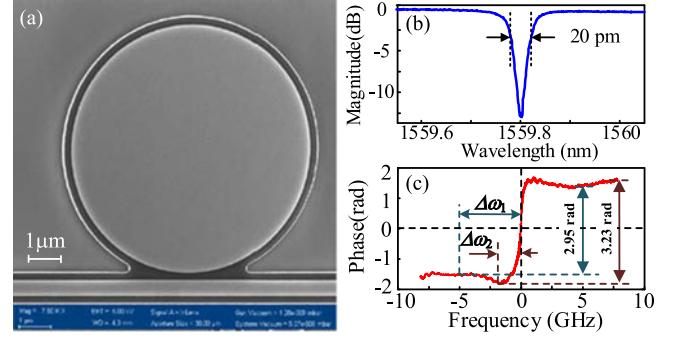 (a)
1μm
(b)
Magnitude(dB)
0
-5
-10
20 pm
1559.6
1559.8
1560
Wavelength (nm)
(c)
Phase(rad)
2
1
0
-1
-2
Δω1
Δω2
2.95 rad
3.23 rad
-10
-5
0
5
10
Frequency (GHz)